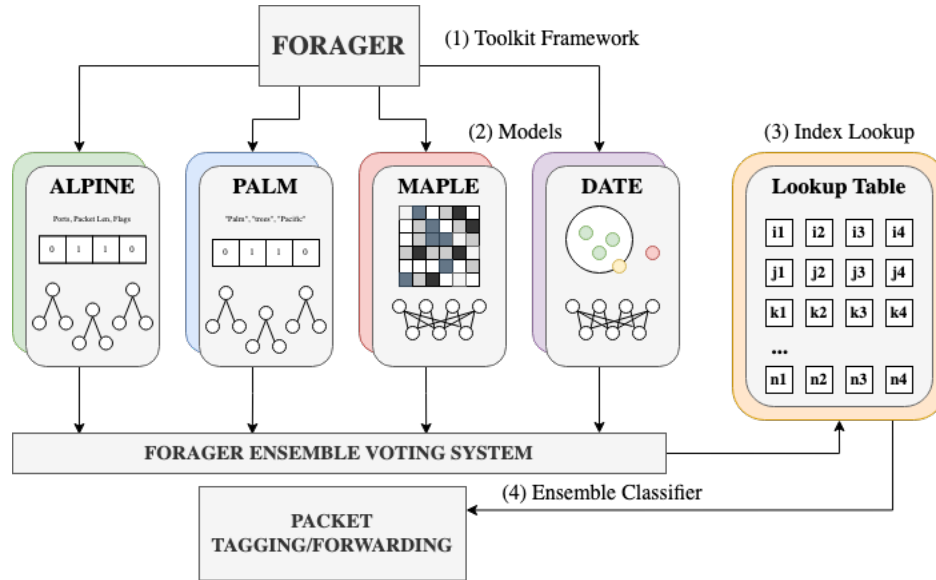 FORAGER
(1) Toolkit Framework
(2) Models
(3) Index Lookup
ALPINE
Ports, Packet Len, Flags
0 1 1 0
PALM
"Palm", "trees", "Pacific"
0 1 1 0
MAPLE
DATE
Lookup Table
i1 i2 i3 i4
j1 j2 j3 j4
k1 k2 k3 k4
...
n1 n2 n3 n4
FORAGER ENSEMBLE VOTING SYSTEM
(4) Ensemble Classifier
PACKET
TAGGING/FORWARDING